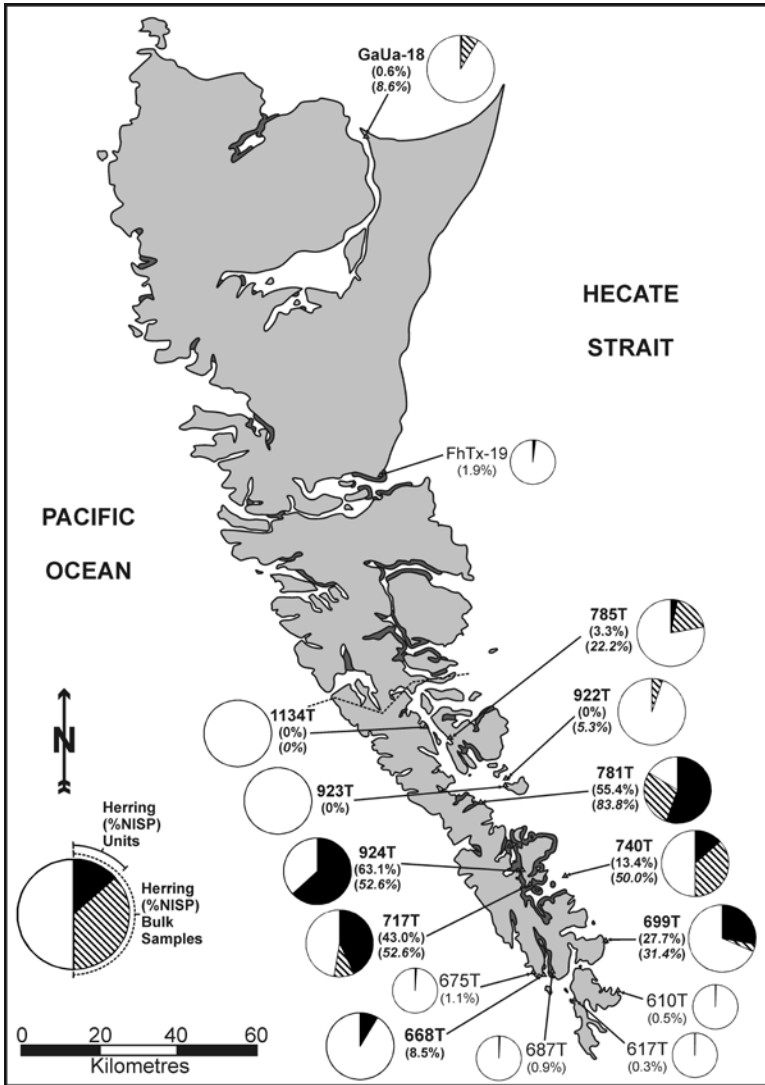 GaUa-18
(0.6%)
(8.6%)
HECATE
STRAIT
FhTx-19
(1.9%)
PACIFIC
OCEAN
785T
(3.3%)
(22.2%)
922T
(0%)
(5.3%)
1134T
(0%)
(0%)
N
923T
(0%)
781T
(55.4%)
(83.8%)
Herring
(%NISP)
Units
Herring
(%NISP)
Bulk
Samples
924T
(63.1%)
(52.6%)
740T
(13.4%)
(50.0%)
717T
(43.0%)
(52.6%)
699T
(27.7%)
(31.4%)
675T
(1.1%)
610T
(0.5%)
668T
(8.5%)
687T
(0.9%)
617T
(0.3%)
0 20 40 60
Kilometres